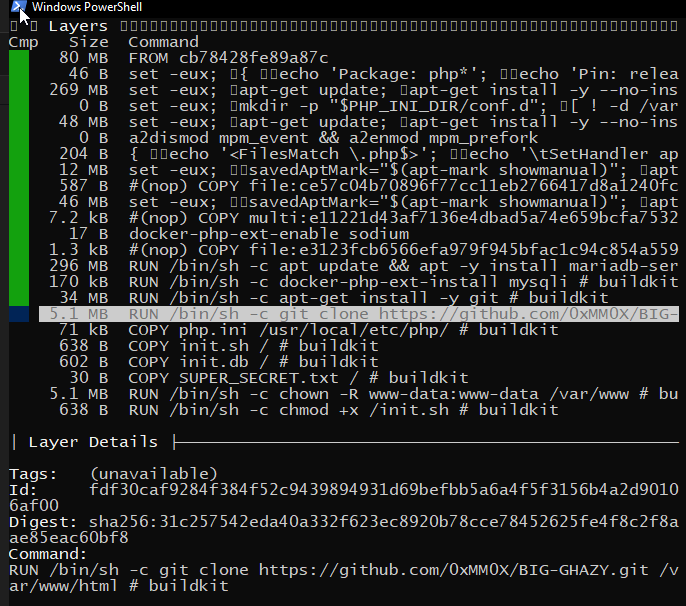 Windows PowerShell
Layers
Cmp Size Command
80 MB FROM cb78428fe89a87c
46 B set -eux; { echo 'Package: php*'; echo 'Pin: relea
269 MB set -eux; apt-get update; apt-get install -y --no-ins
0 B set -eux; mkdir -p "$PHP_INI_DIR/conf.d"; [ ! -d /var
48 MB set -eux; apt-get update; apt-get install -y --no-ins
0 B a2dismod mpm_event && a2enmod mpm_prefork
204 B { echo '<FilesMatch \.php$>'; echo '\tSetHandler ap
12 MB set -eux; savedAptMark="$(apt-mark showmanual)"; apt
587 B #(nop) COPY file:ce57c04b70896f77cc11eb2766417d8a1240fc
46 MB set -eux; savedAptMark="$(apt-mark showmanual)"; apt
7.2 kB #(nop) COPY multi:e11221d43af7136e4dbad5a74e659bcfa7532
17 B docker-php-ext-enable sodium
1.3 kB #(nop) COPY file:e3123fcb6566efa979f945bfac1c94c854a559
296 MB RUN /bin/sh -c apt update && apt -y install mariadb-ser
170 kB RUN /bin/sh -c docker-php-ext-install mysqli # buildkit
34 MB RUN /bin/sh -c apt-get install -y git # buildkit
5.1 MB RUN /bin/sh -c git clone https://github.com/0xMM0X/BIG-
71 kB COPY php.ini /usr/local/etc/php/ # buildkit
638 B COPY init.sh / # buildkit
602 B COPY init.db / # buildkit
30 B COPY SUPER_SECRET.txt / # buildkit
5.1 MB RUN /bin/sh -c chown -R www-data:www-data /var/www # bu
638 B RUN /bin/sh -c chmod +x /init.sh # buildkit
| Layer Details |
Tags: (unavailable)
Id: fdf30caf9284f384f52c9439894931d69befbb5a6a4f5f3156b4a2d9010
6af00
Digest: sha256:31c257542eda40a332f623ec8920b78cce78452625fe4f8c2f8a
ae85eac60bf8
Command:
RUN /bin/sh -c git clone https://github.com/0xMM0X/BIG-GHAZY.git /v
ar/www/html # buildkit